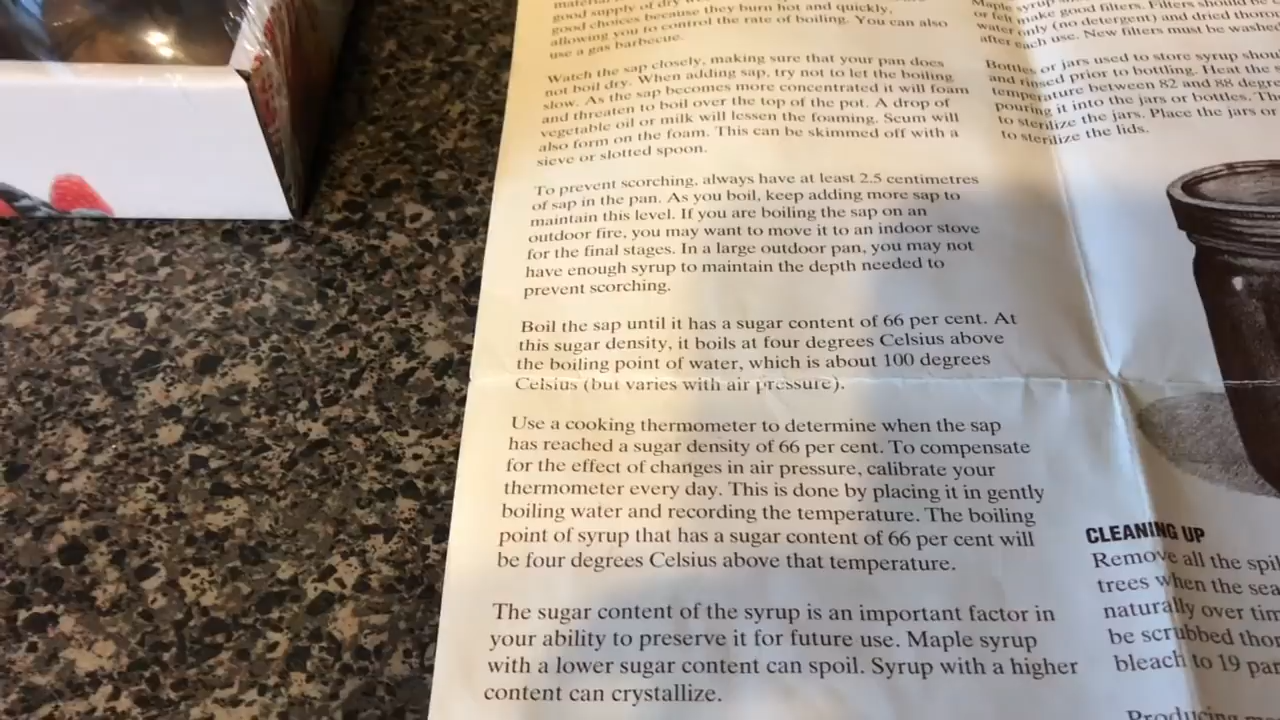 good supply of dry
good choices because they burn hot and quickly,
allowing you to control the rate of boiling. You can also
use a gas barbecue.
Watch the sap closely, making sure that your pan does
not boil dry. When adding sap, try not to let the boiling
slow. As the sap becomes more concentrated it will foam
and threaten to boil over the top of the pot. A drop of
vegetable oil or milk will lessen the foaming. Scum will
also form on the foam. This can be skimmed off with a
sieve or slotted spoon.
To prevent scorching, always have at least 2.5 centimetres
of sap in the pan. As you boil, keep adding more sap to
maintain this level. If you are boiling the sap on an
outdoor fire, you may want to move it to an indoor stove
for the final stages. In a large outdoor pan, you may not
have enough syrup to maintain the depth needed to
prevent scorching.
Boil the sap until it has a sugar content of 66 per cent. At
this sugar density, it boils at four degrees Celsius above
the boiling point of water, which is about 100 degrees
Celsius (but varies with air pressure).
Use a cooking thermometer to determine when the sap
has reached a sugar density of 66 per cent. To compensate
for the effect of changes in air pressure, calibrate your
thermometer every day. This is done by placing it in gently
boiling water and recording the temperature. The boiling
point of syrup that has a sugar content of 66 per cent will
be four degrees Celsius above that temperature.
The sugar content of the syrup is an important factor in
your ability to preserve it for future use. Maple syrup
with a lower sugar content can spoil. Syrup with a higher
content can crystallize.
Maple syrup
or felt make good filters. Filters should be
water only (no detergent) and dried
after each use. New filters must be washed
Bottles or jars used to store syrup
and rinsed prior to bottling. Heat the
temperature between 82 and 88
pouring it into the jars or bottles.
to sterilize the jars. Place the jars or
to sterilize the lids.
CLEANING UP
Remove all the
trees when the
naturally over
be scrubbed
bleach to 19
Producing